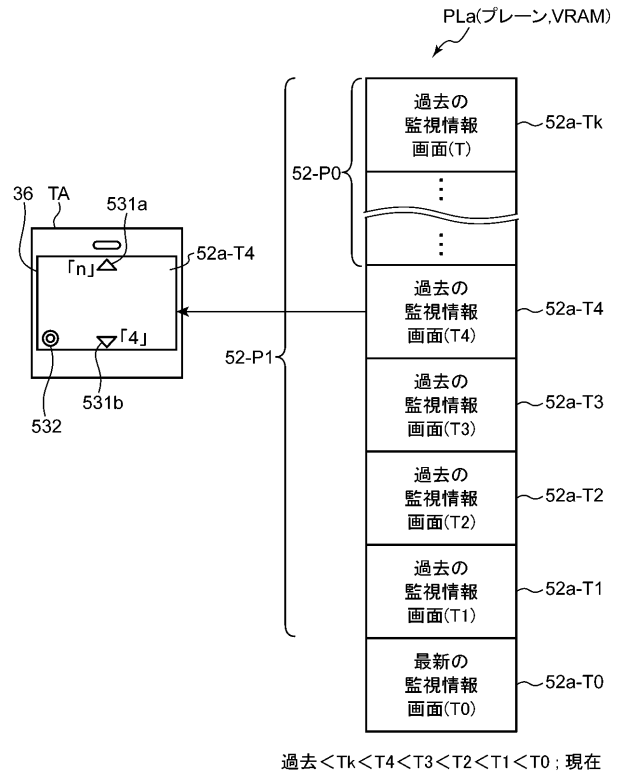 PLa(プレーン,VRAM)
過去の
監視情報
画面(T)
52a-Tk
52-P0
36
TA
531a
52a-T4
「n」
「4」
532
531b
52-P1
過去の
監視情報
画面(T4)
52a-T4
過去の
監視情報
画面(T3)
52a-T3
過去の
監視情報
画面(T2)
52a-T2
過去の
監視情報
画面(T1)
52a-T1
最新の
監視情報
画面(T0)
52a-T0
過去<Tk<T4<T3<T2<T1<T0 ; 現在